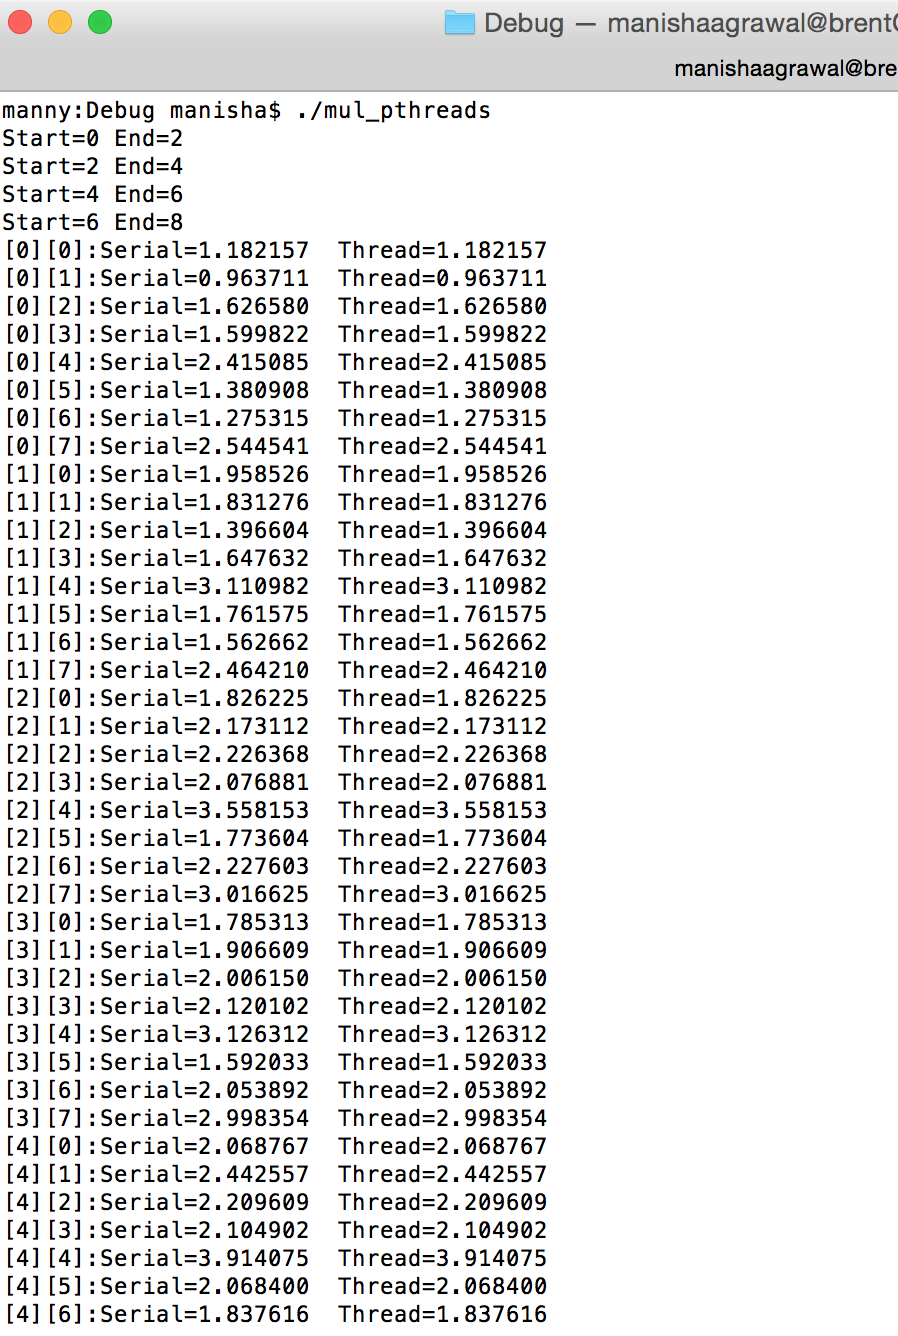 Debug — manishaagrawal@brent
manishaagrawal@bre
manny:Debug manisha$ ./mul_pthreads
Start=0 End=2
Start=2 End=4
Start=4 End=6
Start=6 End=8
[0][0]:Serial=1.182157  Thread=1.182157
[0][1]:Serial=0.963711  Thread=0.963711
[0][2]:Serial=1.626580  Thread=1.626580
[0][3]:Serial=1.599822  Thread=1.599822
[0][4]:Serial=2.415085  Thread=2.415085
[0][5]:Serial=1.380908  Thread=1.380908
[0][6]:Serial=1.275315  Thread=1.275315
[0][7]:Serial=2.544541  Thread=2.544541
[1][0]:Serial=1.958526  Thread=1.958526
[1][1]:Serial=1.831276  Thread=1.831276
[1][2]:Serial=1.396604  Thread=1.396604
[1][3]:Serial=1.647632  Thread=1.647632
[1][4]:Serial=3.110982  Thread=3.110982
[1][5]:Serial=1.761575  Thread=1.761575
[1][6]:Serial=1.562662  Thread=1.562662
[1][7]:Serial=2.464210  Thread=2.464210
[2][0]:Serial=1.826225  Thread=1.826225
[2][1]:Serial=2.173112  Thread=2.173112
[2][2]:Serial=2.226368  Thread=2.226368
[2][3]:Serial=2.076881  Thread=2.076881
[2][4]:Serial=3.558153  Thread=3.558153
[2][5]:Serial=1.773604  Thread=1.773604
[2][6]:Serial=2.227603  Thread=2.227603
[2][7]:Serial=3.016625  Thread=3.016625
[3][0]:Serial=1.785313  Thread=1.785313
[3][1]:Serial=1.906609  Thread=1.906609
[3][2]:Serial=2.006150  Thread=2.006150
[3][3]:Serial=2.120102  Thread=2.120102
[3][4]:Serial=3.126312  Thread=3.126312
[3][5]:Serial=1.592033  Thread=1.592033
[3][6]:Serial=2.053892  Thread=2.053892
[3][7]:Serial=2.998354  Thread=2.998354
[4][0]:Serial=2.068767  Thread=2.068767
[4][1]:Serial=2.442557  Thread=2.442557
[4][2]:Serial=2.209609  Thread=2.209609
[4][3]:Serial=2.104902  Thread=2.104902
[4][4]:Serial=3.914075  Thread=3.914075
[4][5]:Serial=2.068400  Thread=2.068400
[4][6]:Serial=1.837616  Thread=1.837616